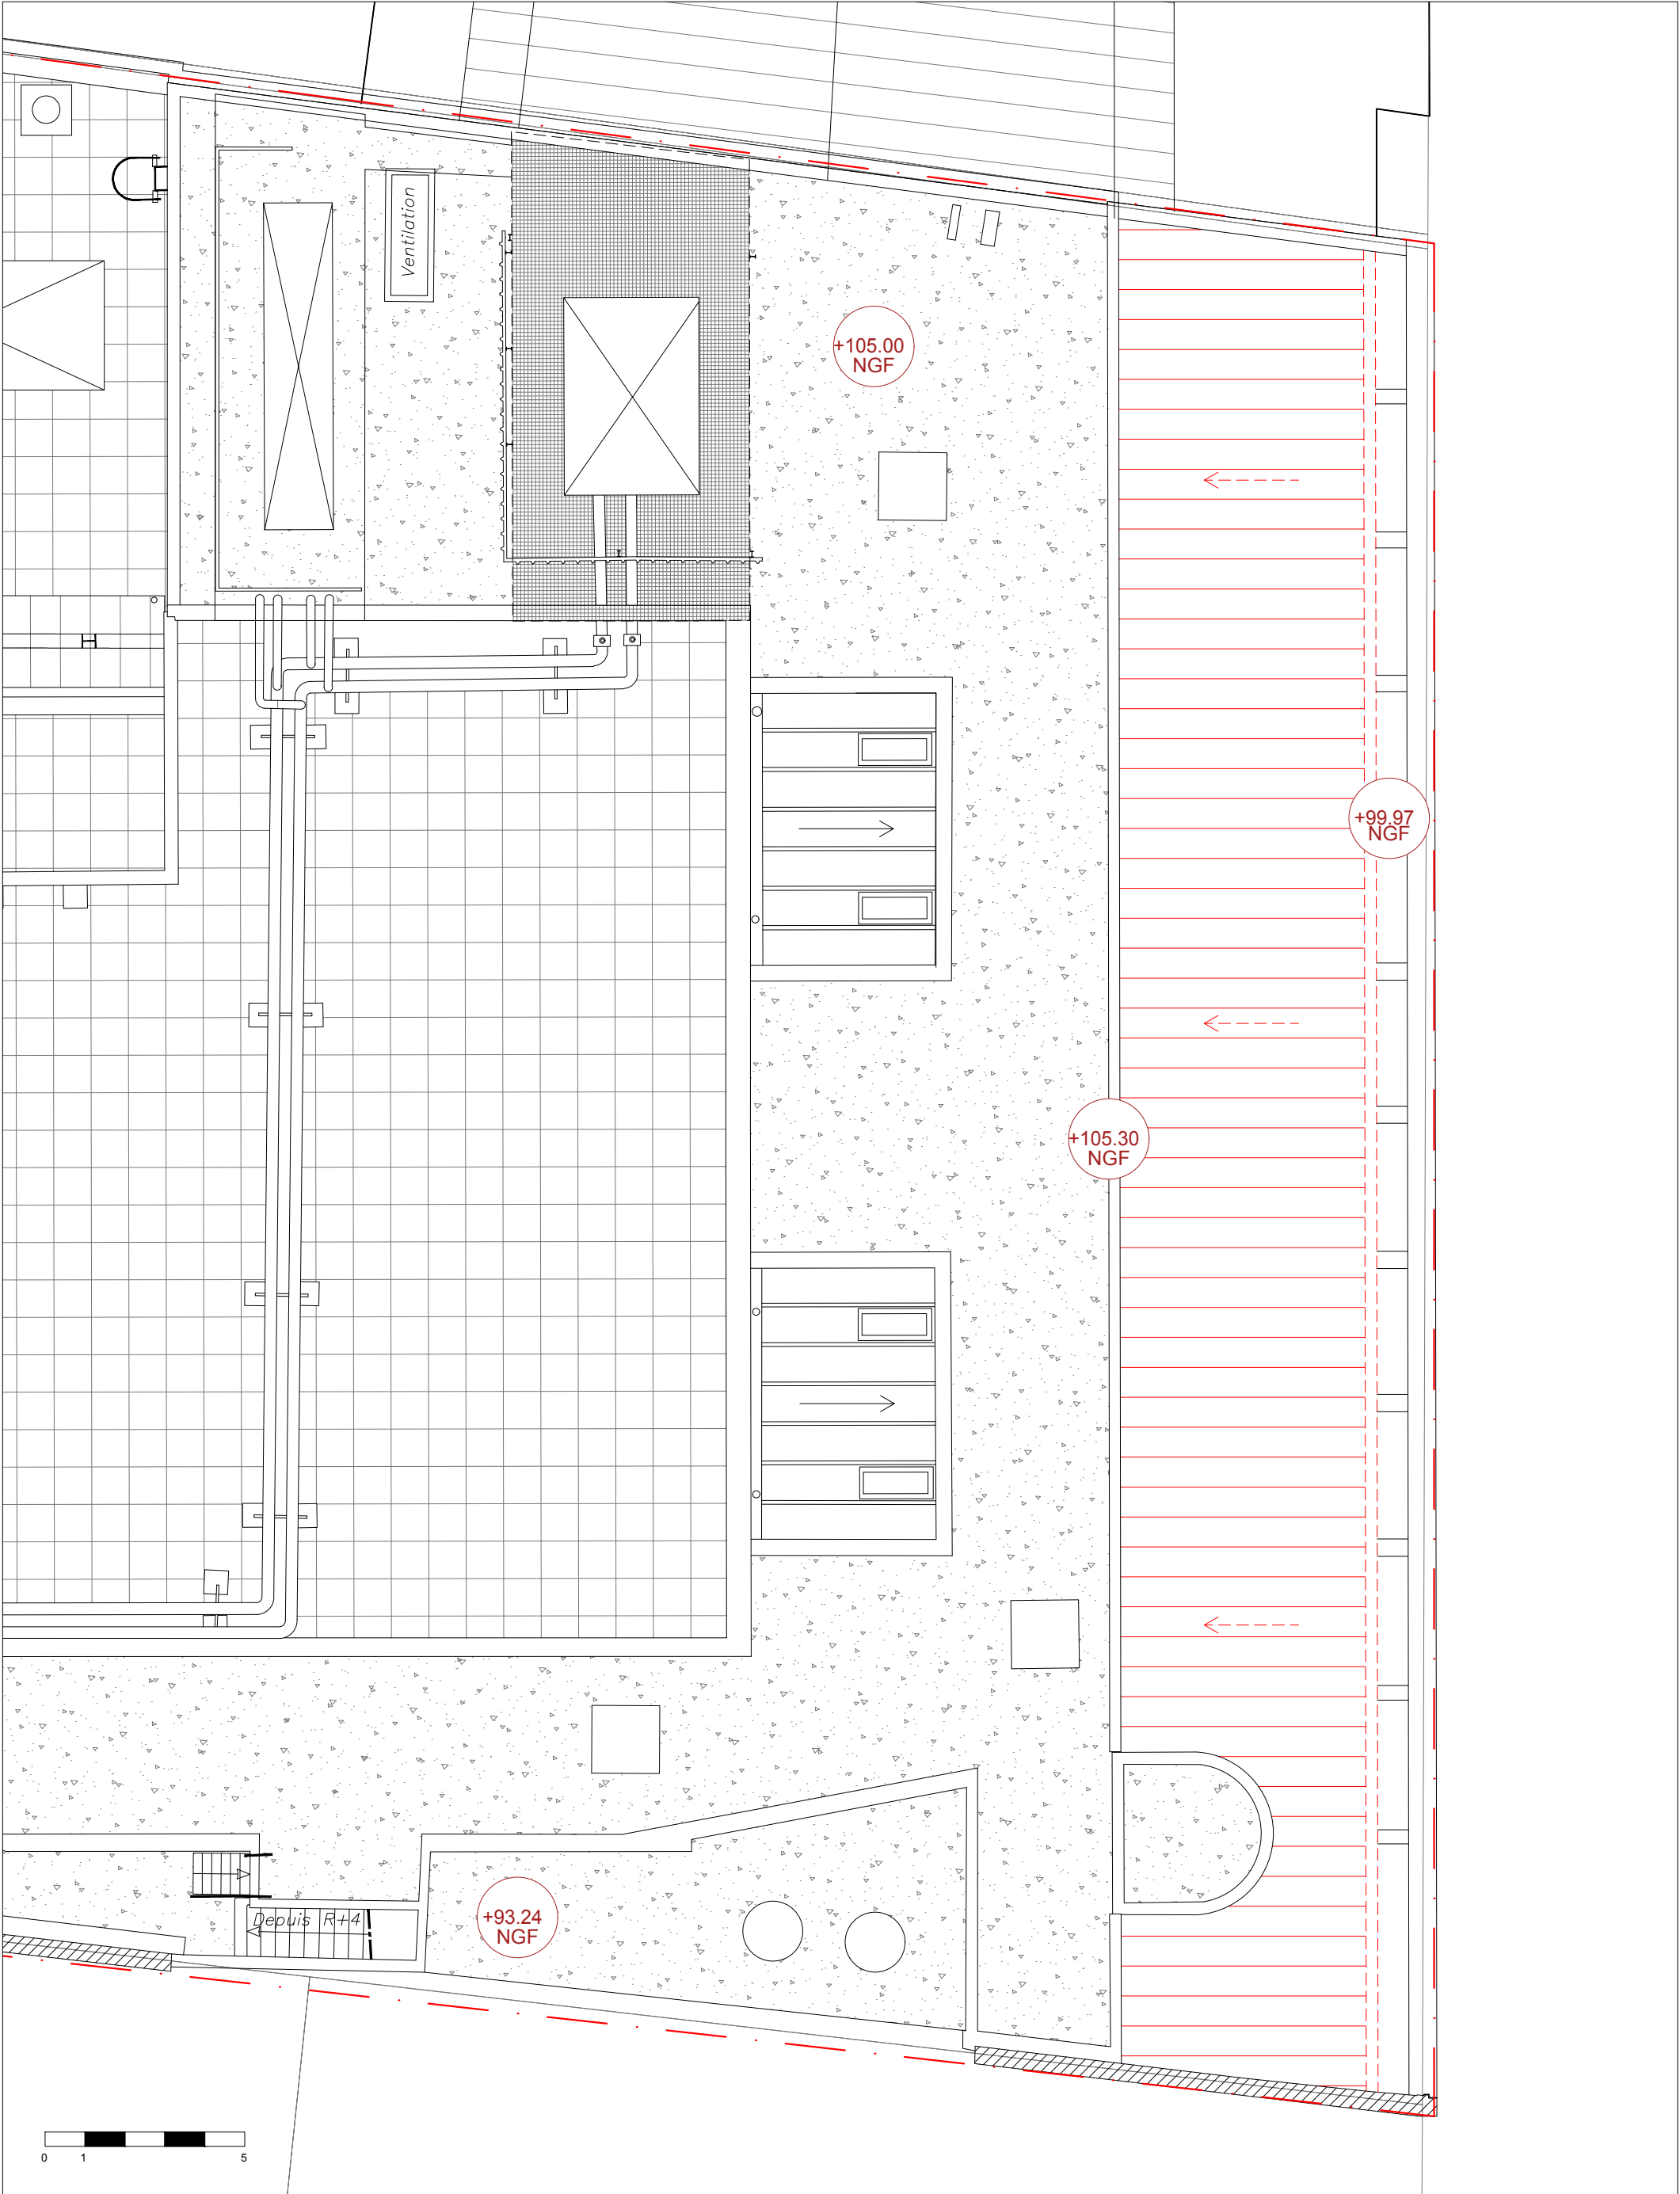 Ventilation
+105.00
NGF
+99.97
NGF
+105.30
NGF
Depuis R+4
+93.24
NGF
0 1 5